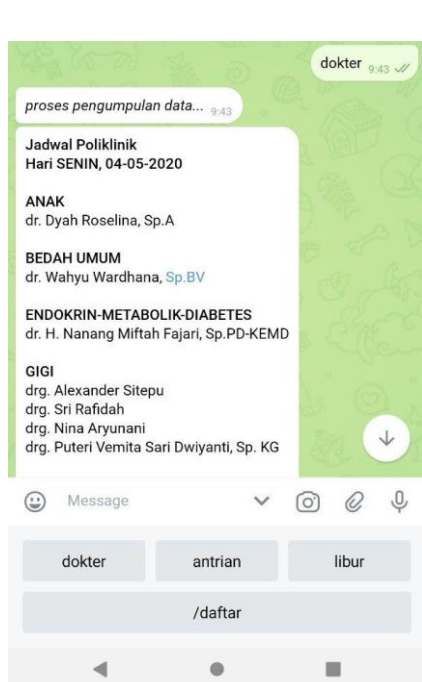 dokter 9:43
proses pengumpulan data... 9:43
Jadwal Poliklinik
Hari SENIN, 04-05-2020
ANAK
dr. Dyah Roselina, Sp.A
BEDAH UMUM
dr. Wahyu Wardhana, Sp.BV
ENDOKRIN-METABOLIK-DIABETES
dr. H. Nanang Miftah Fajari, Sp.PD-KEMD
GIGI
drg. Alexander Sitepu
drg. Sri Rafidah
drg. Nina Aryunani
drg. Puteri Vemita Sari Dwiyanti, Sp. KG
Message
dokter antrian libur
/daftar